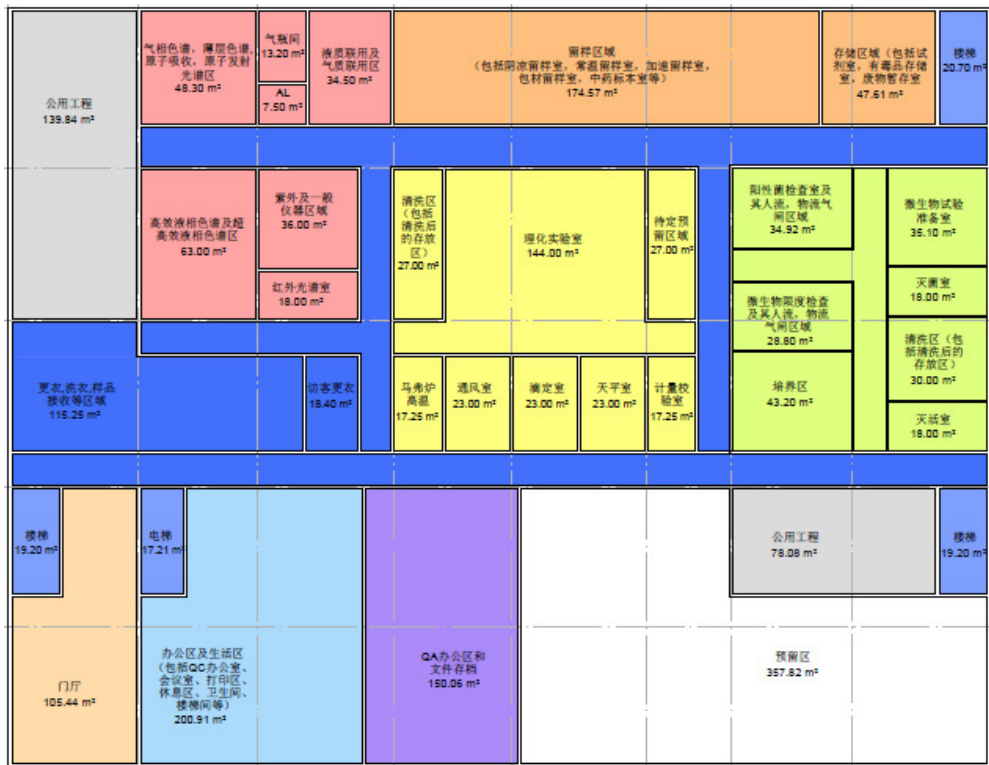 公用工程
139.84 m²
气相色谱，薄层色谱，
原子吸收，原子发射
光谱区
48.30 m²
气瓶间
13.20 m²
AL
7.50 m²
液质联用及
气质联用区
34.50 m²
留样区域
（包括阴凉留样室，常温留样室，加速留样室，
包材留样室，中药标本室等）
174.57 m²
存储区域（包括试
剂室，有毒品存储
室，废物暂存室
47.61 m²
楼梯
20.70 m²
高效液相色谱及超
高效液相色谱区
63.00 m²
紫外及一般
仪器区域
36.00 m²
红外光谱室
18.00 m²
清洗区
（包括
清洗后
的存放
区）
27.00 m²
理化实验室
144.00 m²
待定预
留区域
27.00 m²
阳性菌检查室及
其人流，物流气
闸区域
34.92 m²
微生物试验
准备室
35.10 m²
灭菌室
18.00 m²
微生物限度检查
及其人流，物流
气闸区域
28.80 m²
清洗区（包
括清洗后的
存放区）
30.00 m²
更衣,洗衣,样品
接收等区域
115.25 m²
访客更衣
18.40 m²
马弗炉
高温
17.25 m²
通风室
23.00 m²
滴定室
23.00 m²
天平室
23.00 m²
计量校
验室
17.25 m²
培养区
43.20 m²
灭活室
18.00 m²
楼梯
19.20 m²
电梯
17.21 m²
公用工程
78.08 m²
楼梯
19.20 m²
门厅
105.44 m²
办公区及生活区
（包括QC办公室、
会议室、打印区、
休息区、卫生间、
楼梯间等）
200.91 m²
QA办公区和
文件存档
150.06 m²
预留区
357.82 m²